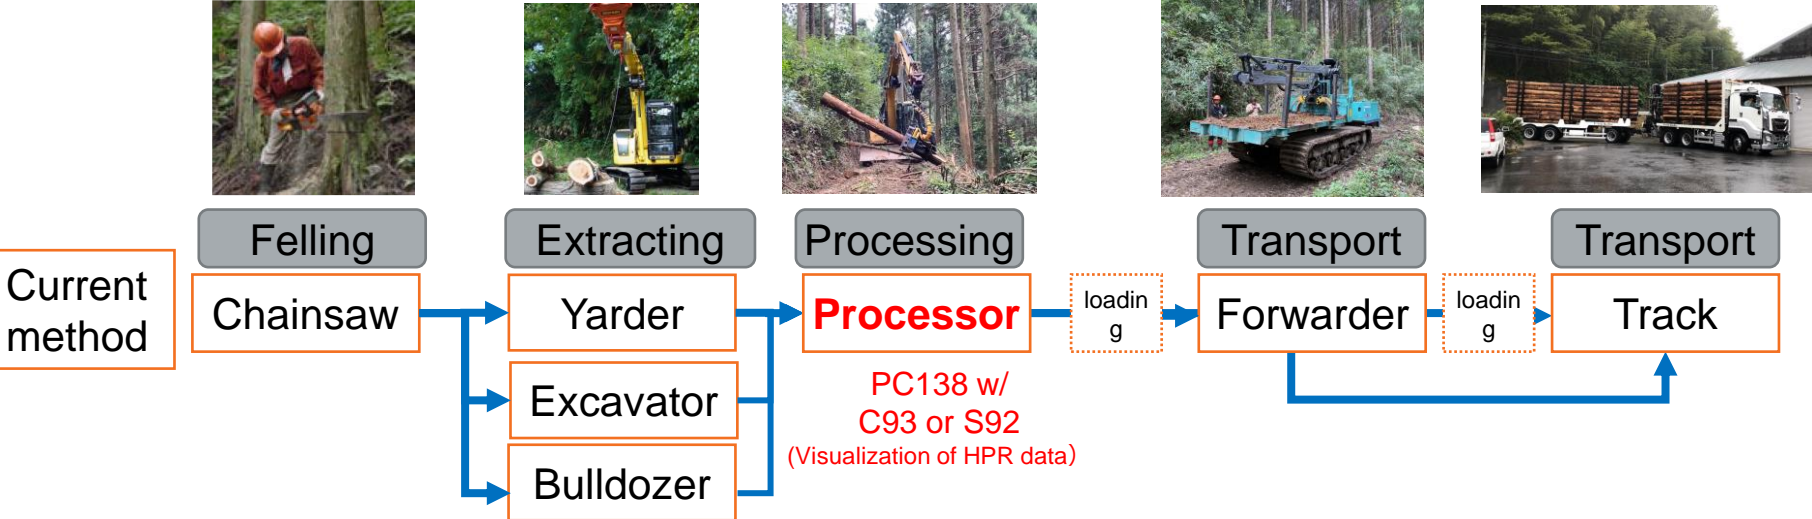 Felling
Extracting
Processing
Transport
Transport
Current
method
Chainsaw
Yarder
Processor
loadin
g
Forwarder
loadin
g
Track
Excavator
Bulldozer
PC138 w/
C93 or S92
(Visualization of HPR data）